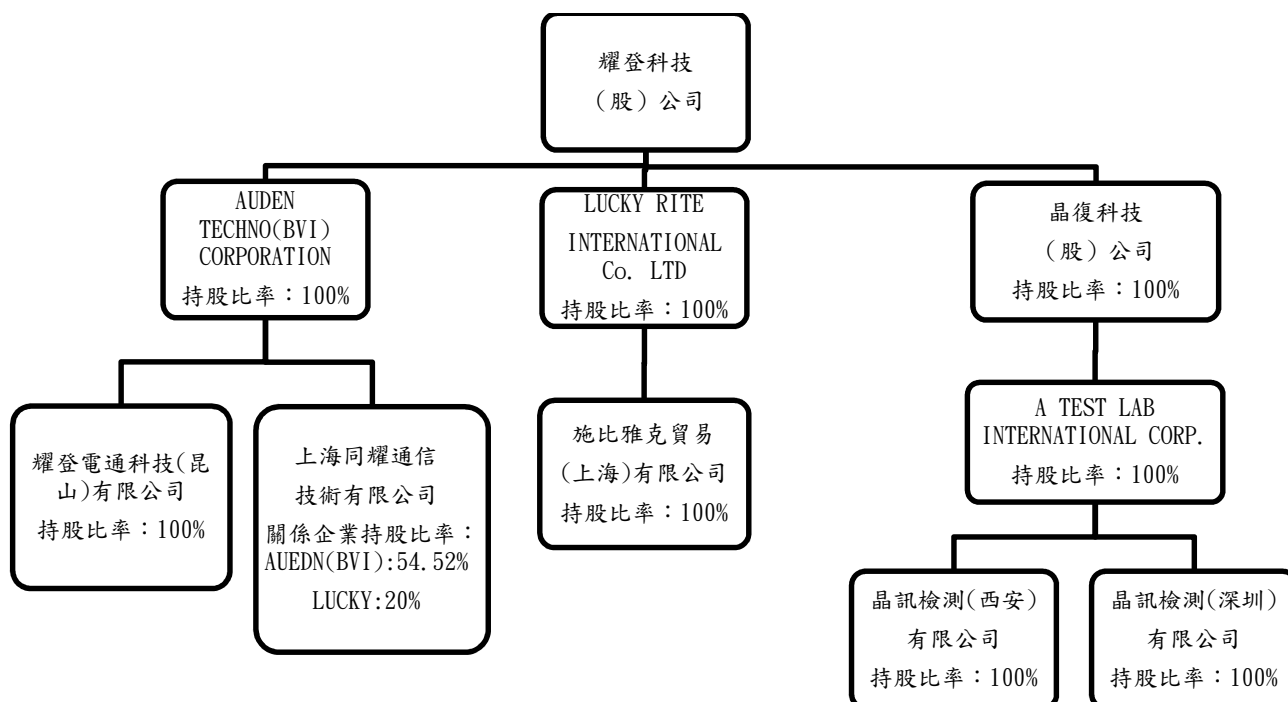 耀登科技
（股）公司
AUDEN
TECHNO(BVI)
CORPORATION
持股比率：100%
LUCKY RITE
INTERNATIONAL
Co. LTD
持股比率：100%
晶復科技
（股）公司
持股比率：100%
耀登電通科技(昆
山)有限公司
持股比率：100%
上海同耀通信
技術有限公司
關係企業持股比率：
AUEDN(BVI):54.52%
LUCKY:20%
施比雅克貿易
(上海)有限公司
持股比率：100%
A TEST LAB
INTERNATIONAL CORP.
持股比率：100%
晶訊檢測(西安)
有限公司
持股比率：100%
晶訊檢測(深圳)
有限公司
持股比率：100%